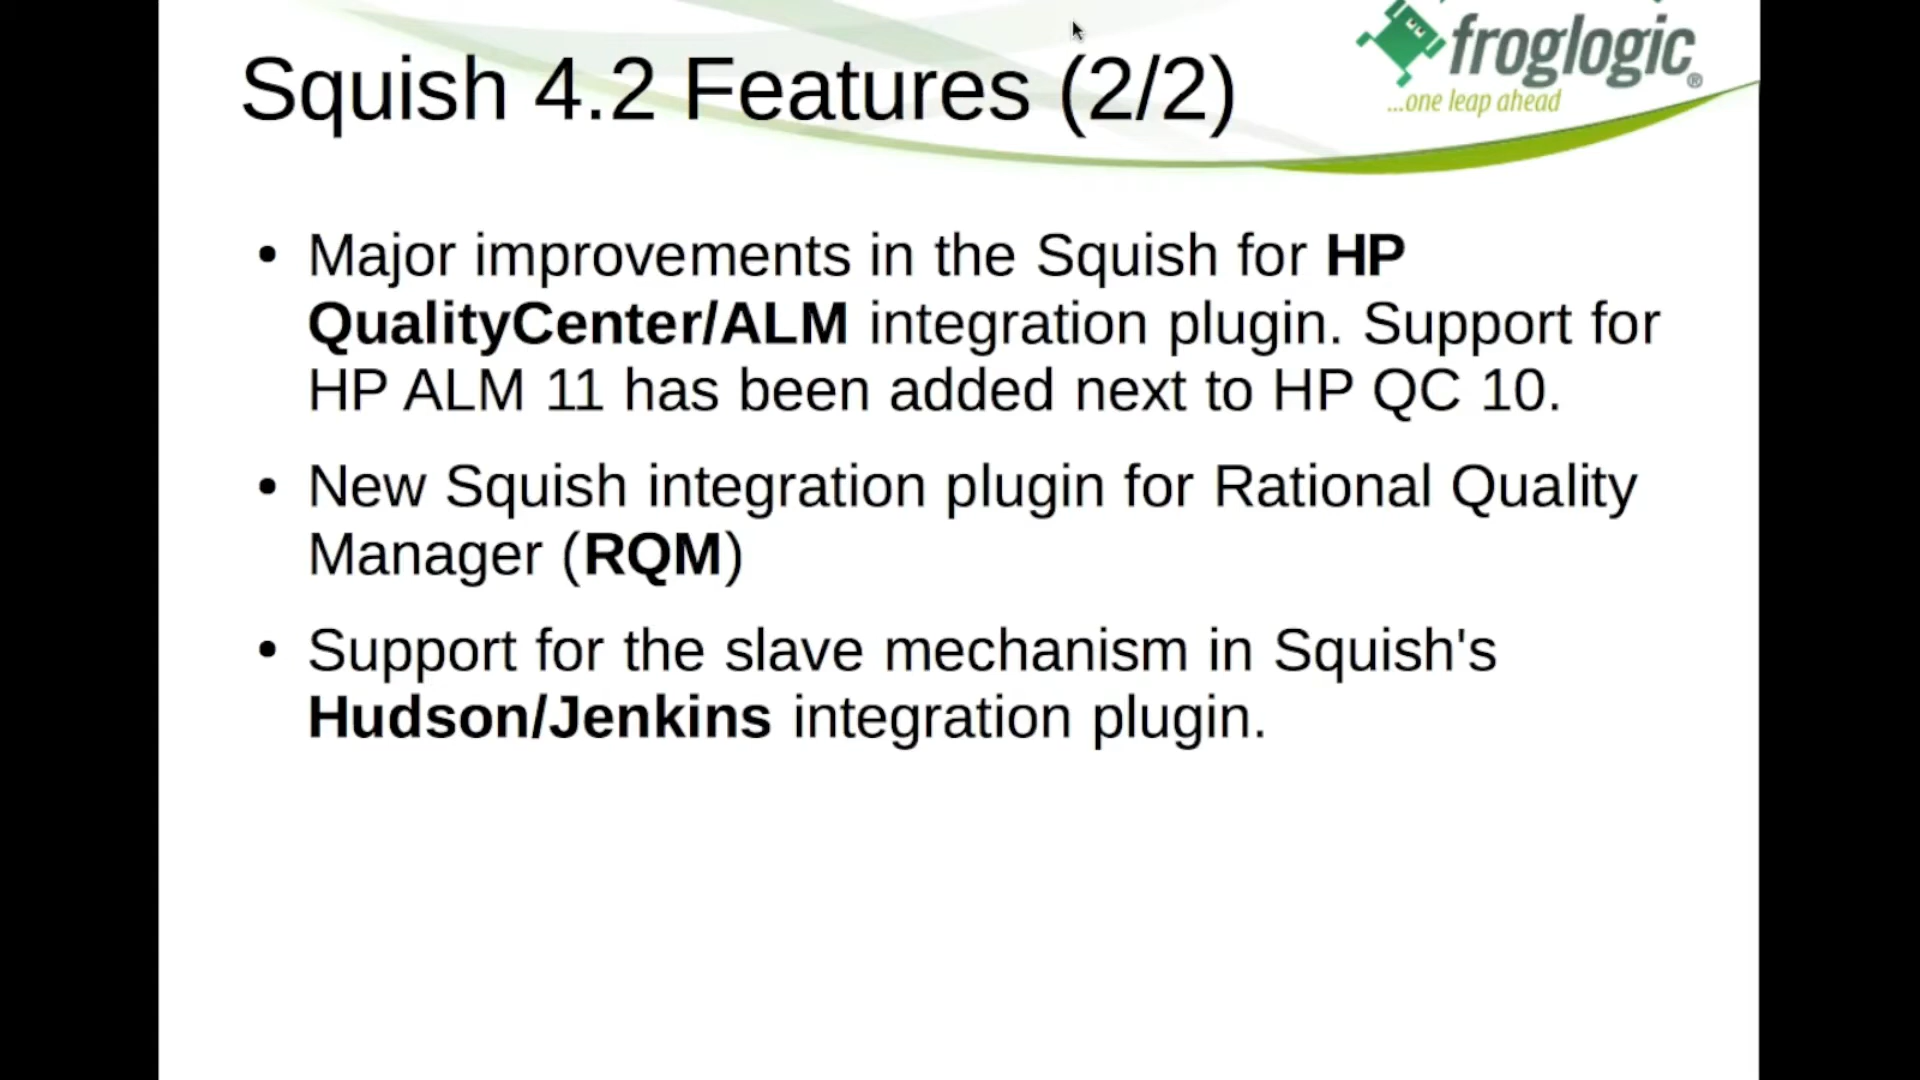 Squish 4.2 Features (2/2)
froglogic®
...one leap ahead
• Major improvements in the Squish for HP
QualityCenter/ALM integration plugin. Support for
HP ALM 11 has been added next to HP QC 10.
• New Squish integration plugin for Rational Quality
Manager (RQM)
• Support for the slave mechanism in Squish's
Hudson/Jenkins integration plugin.